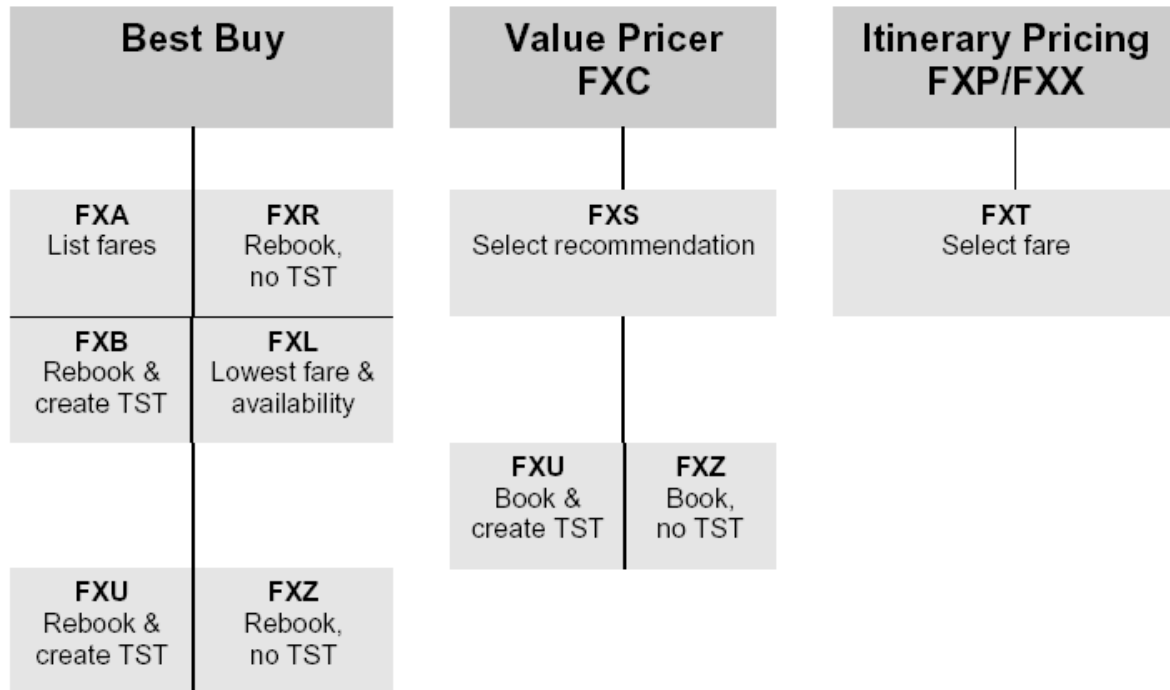 Best Buy
Value Pricer
FXC
Itinerary Pricing
FXP/FXX
FXA
List fares
FXR
Rebook,
no TST
FXS
Select recommendation
FXT
Select fare
FXB
Rebook &
create TST
FXL
Lowest fare &
availability
FXU
Book &
create TST
FXZ
Book,
no TST
FXU
Rebook &
create TST
FXZ
Rebook,
no TST